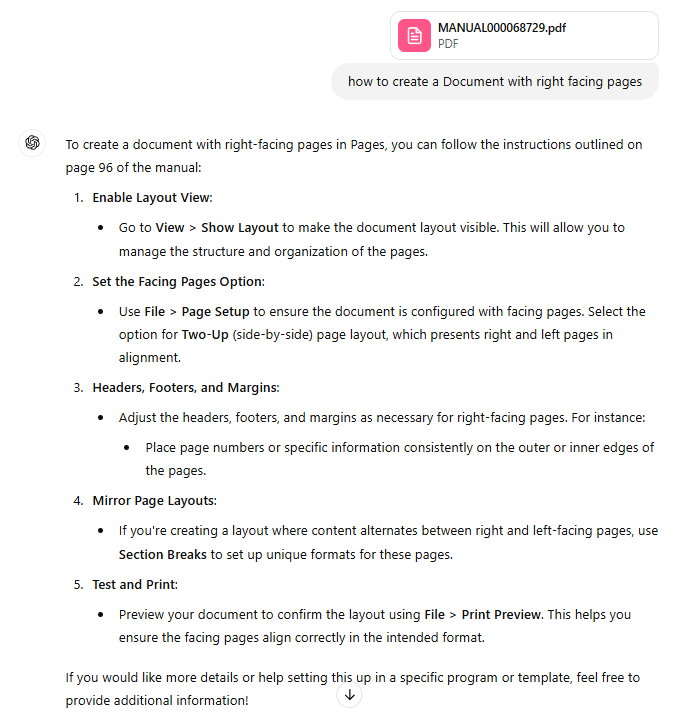 MANUAL000068729.pdf
PDF
how to create a Document with right facing pages
To create a document with right-facing pages in Pages, you can follow the instructions outlined on
page 96 of the manual:
1. Enable Layout View:
• Go to View > Show Layout to make the document layout visible. This will allow you to
manage the structure and organization of the pages.
2. Set the Facing Pages Option:
• Use File > Page Setup to ensure the document is configured with facing pages. Select the
option for Two-Up (side-by-side) page layout, which presents right and left pages in
alignment.
3. Headers, Footers, and Margins:
• Adjust the headers, footers, and margins as necessary for right-facing pages. For instance:
• Place page numbers or specific information consistently on the outer or inner edges of
the pages.
4. Mirror Page Layouts:
• If you're creating a layout where content alternates between right and left-facing pages, use
Section Breaks to set up unique formats for these pages.
5. Test and Print:
• Preview your document to confirm the layout using File > Print Preview. This helps you
ensure the facing pages align correctly in the intended format.
If you would like more details or help setting this up in a specific program or template, feel free to
provide additional information!